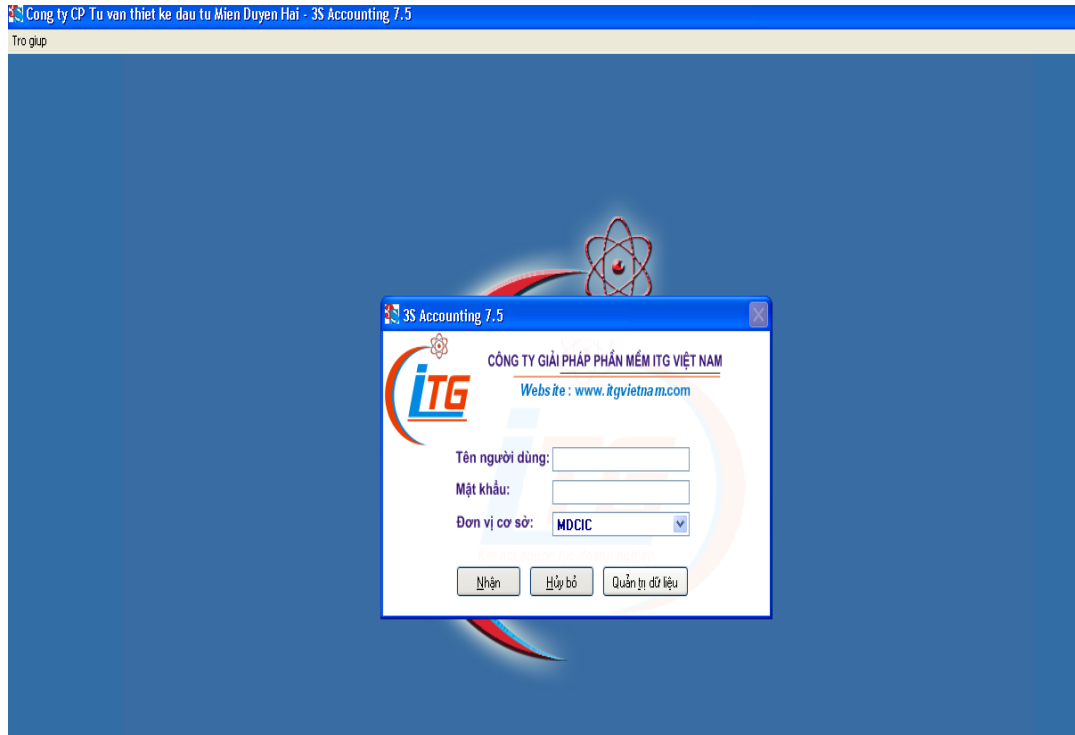 Cong ty CP Tu van thiet ke dau tu Mien Duyen Hai - 3S Accounting 7.5
Tro giup
3S Accounting 7.5
iTG
CÔNG TY GIẢI PHÁP PHẦN MỀM ITG VIỆT NAM
Website : www.itgvietnam.com
Tên người dùng:
Mật khẩu:
Đơn vị cơ sở: MDCIC
Nhận Hủy bỏ Quản trị dữ liệu